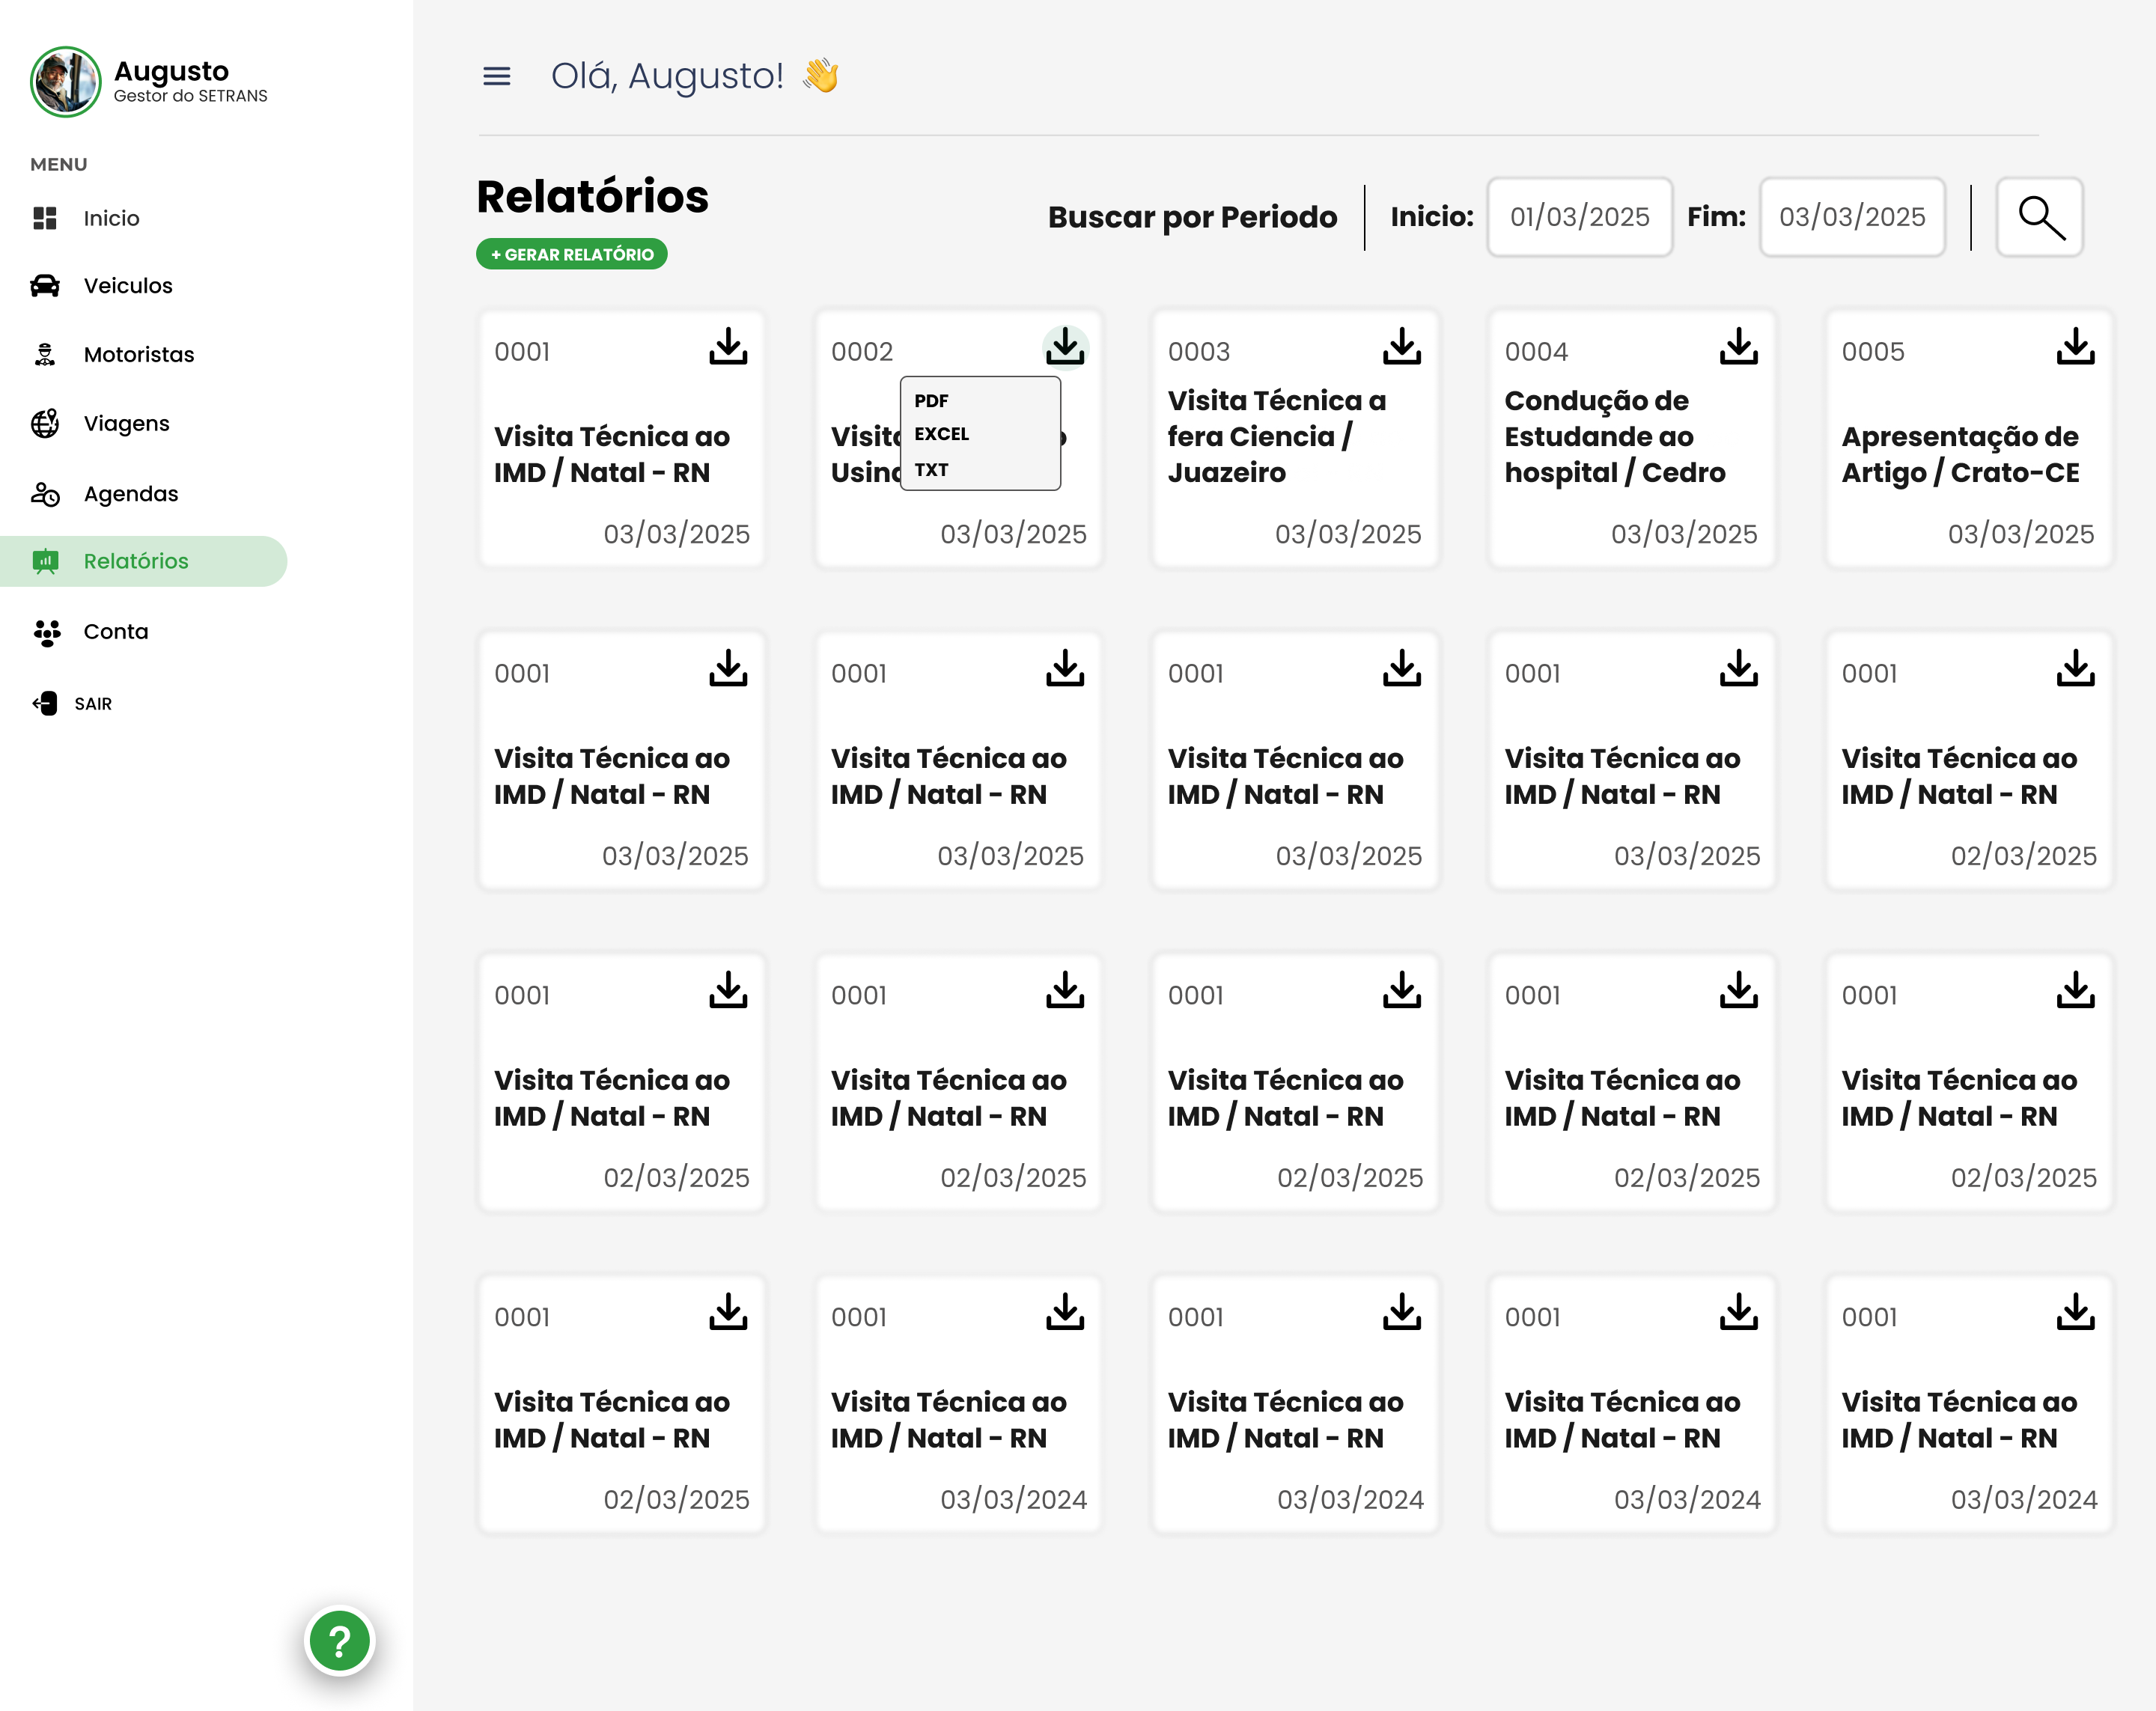 Augusto
Gestor do SETRANS
MENU
Inicio
Veiculos
Motoristas
Viagens
Agendas
Relatórios
Conta
SAIR
?
Olá, Augusto! 👋
Relatórios
+ GERAR RELATÓRIO
Buscar por Periodo
Inicio:
01/03/2025
Fim:
03/03/2025
0001
Visita Técnica ao
IMD / Natal - RN
03/03/2025
0002
PDF
EXCEL
TXT
03/03/2025
0003
Visita Técnica a
fera Ciencia /
Juazeiro
03/03/2025
0004
Condução de
Estudande ao
hospital / Cedro
03/03/2025
0005
Apresentação de
Artigo / Crato-CE
03/03/2025
0001
Visita Técnica ao
IMD / Natal - RN
03/03/2025
0001
Visita Técnica ao
IMD / Natal - RN
03/03/2025
0001
Visita Técnica ao
IMD / Natal - RN
03/03/2025
0001
Visita Técnica ao
IMD / Natal - RN
03/03/2025
0001
Visita Técnica ao
IMD / Natal - RN
02/03/2025
0001
Visita Técnica ao
IMD / Natal - RN
02/03/2025
0001
Visita Técnica ao
IMD / Natal - RN
02/03/2025
0001
Visita Técnica ao
IMD / Natal - RN
02/03/2025
0001
Visita Técnica ao
IMD / Natal - RN
02/03/2025
0001
Visita Técnica ao
IMD / Natal - RN
02/03/2025
0001
Visita Técnica ao
IMD / Natal - RN
02/03/2025
0001
Visita Técnica ao
IMD / Natal - RN
03/03/2024
0001
Visita Técnica ao
IMD / Natal - RN
03/03/2024
0001
Visita Técnica ao
IMD / Natal - RN
03/03/2024
0001
Visita Técnica ao
IMD / Natal - RN
03/03/2024